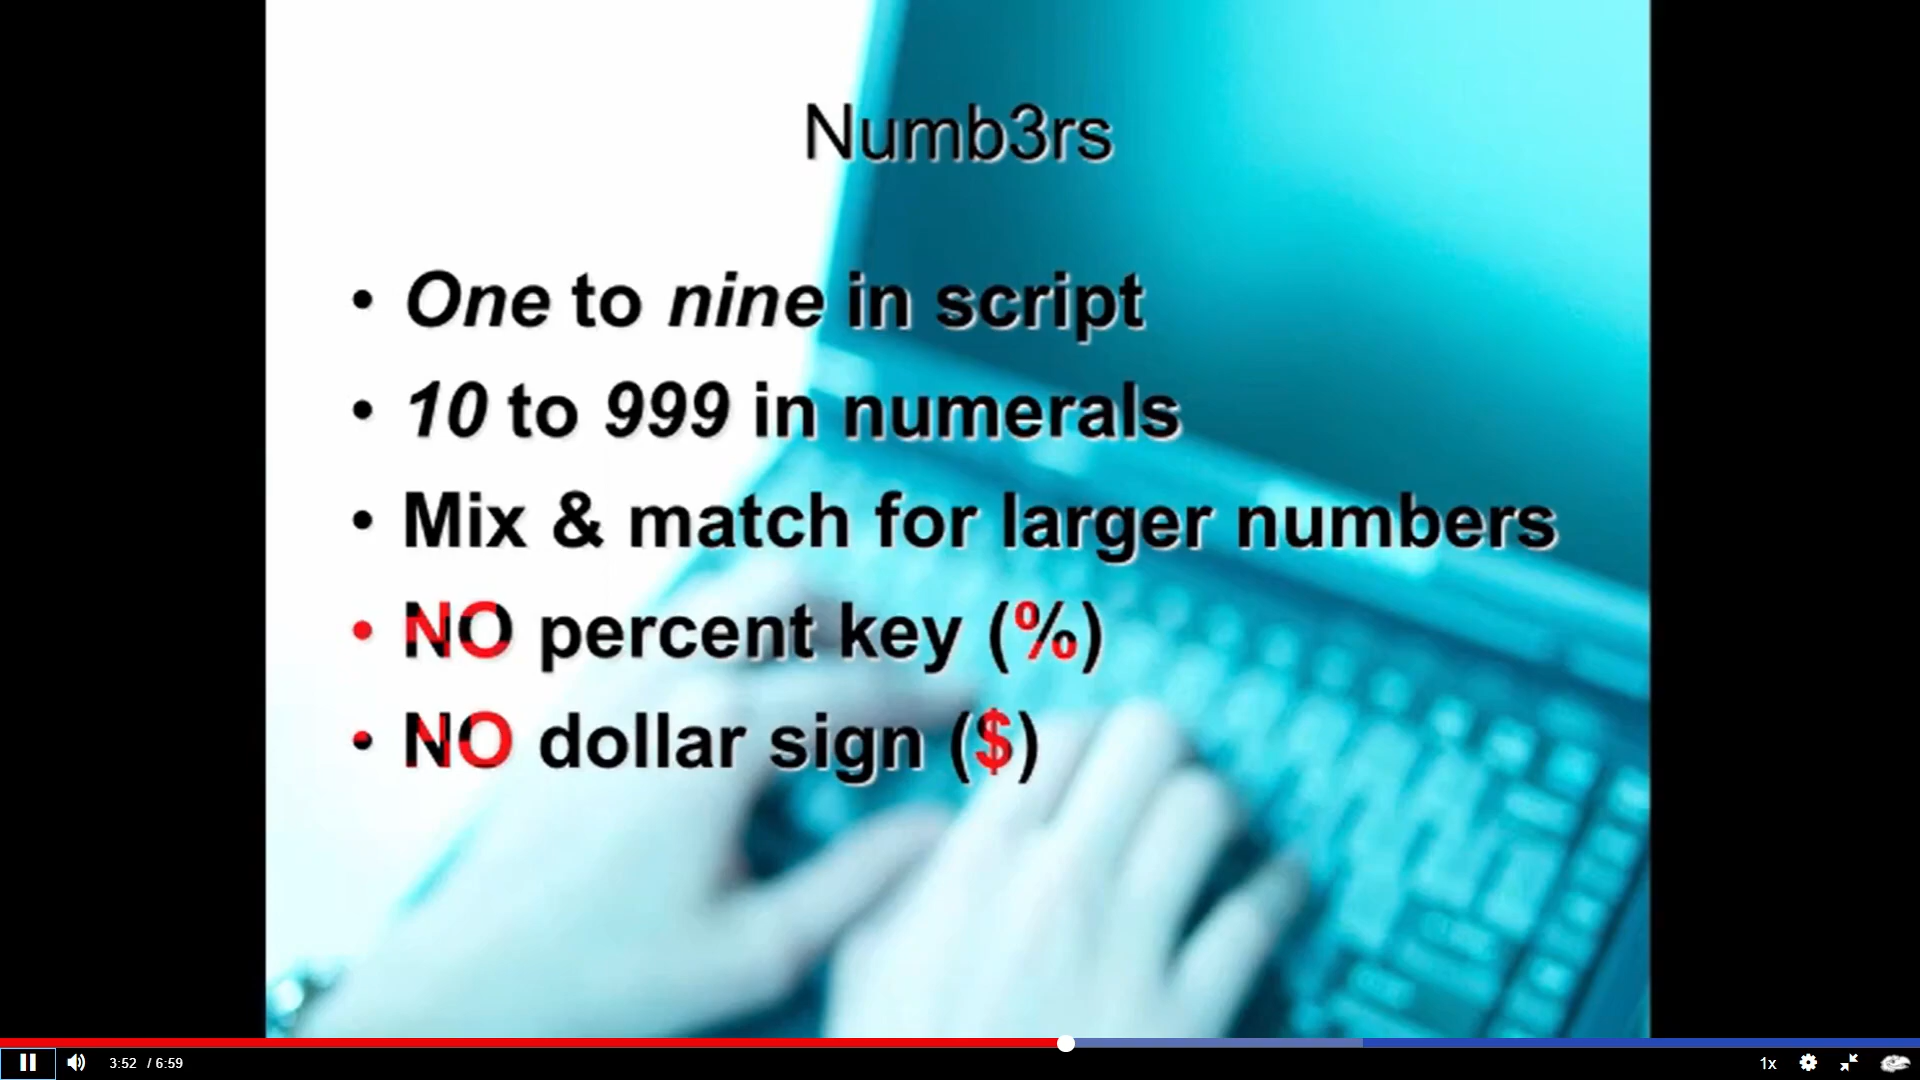 Numb3rs
• One to nine in script
• 10 to 999 in numerals
• Mix & match for larger numbers
• NO percent key (%)
• NO dollar sign ($)
3:52 / 6:59
1x